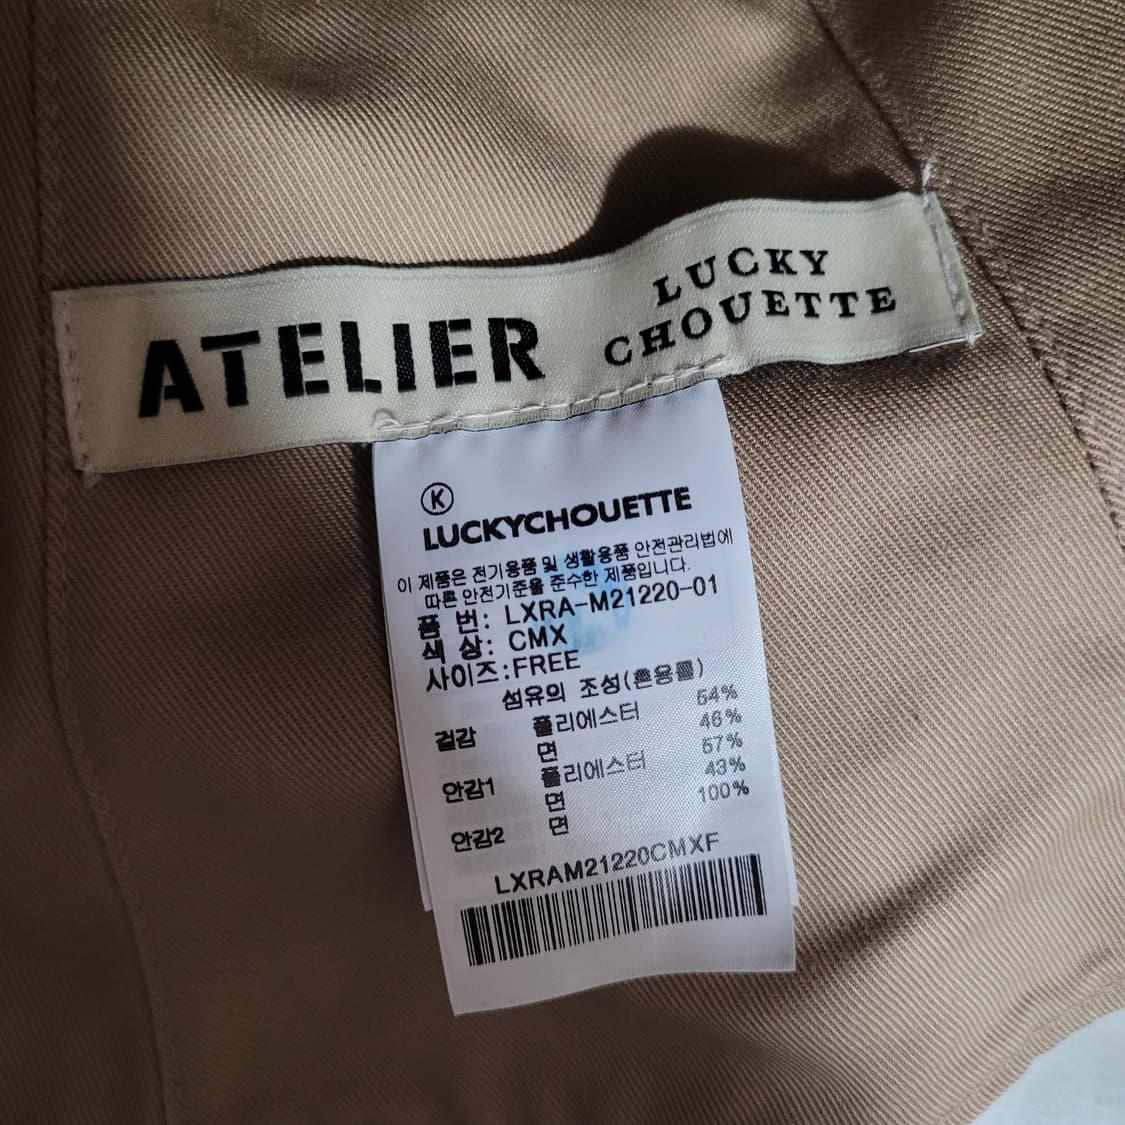 ATELIER
LUCKY
CHOUETTE
K
LUCKYCHOUETTE
이 제품은 전기용품 및 생활용품 안전관리법에
따른 안전기준을 준수한 제품입니다.
품 번: LXRA-M21220-01
색 상: CMX
사이즈:FREE
섬유의 조성(혼용률)
겉감 폴리에스터 54%
면 46%
안감1 폴리에스터 57%
면 43%
안감2 면 100%
LXRAM21220CMXF